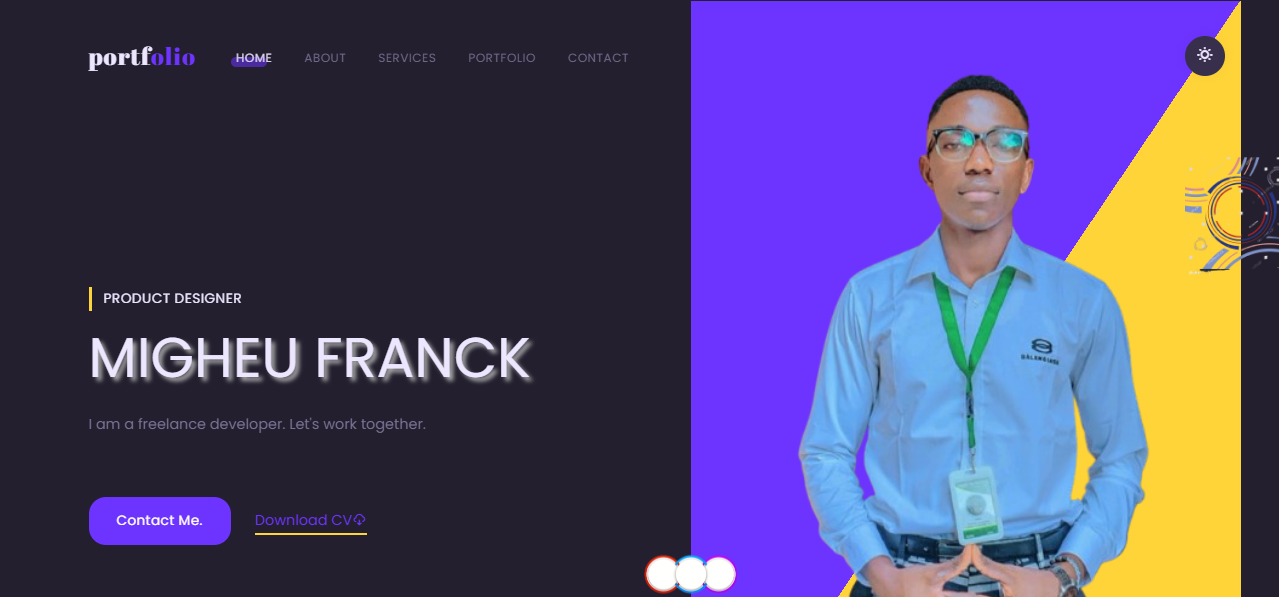 portfolio
HOME ABOUT SERVICES PORTFOLIO CONTACT
PRODUCT DESIGNER
MIGHEU FRANCK
I am a freelance developer. Let's work together.
Contact Me. Download CV